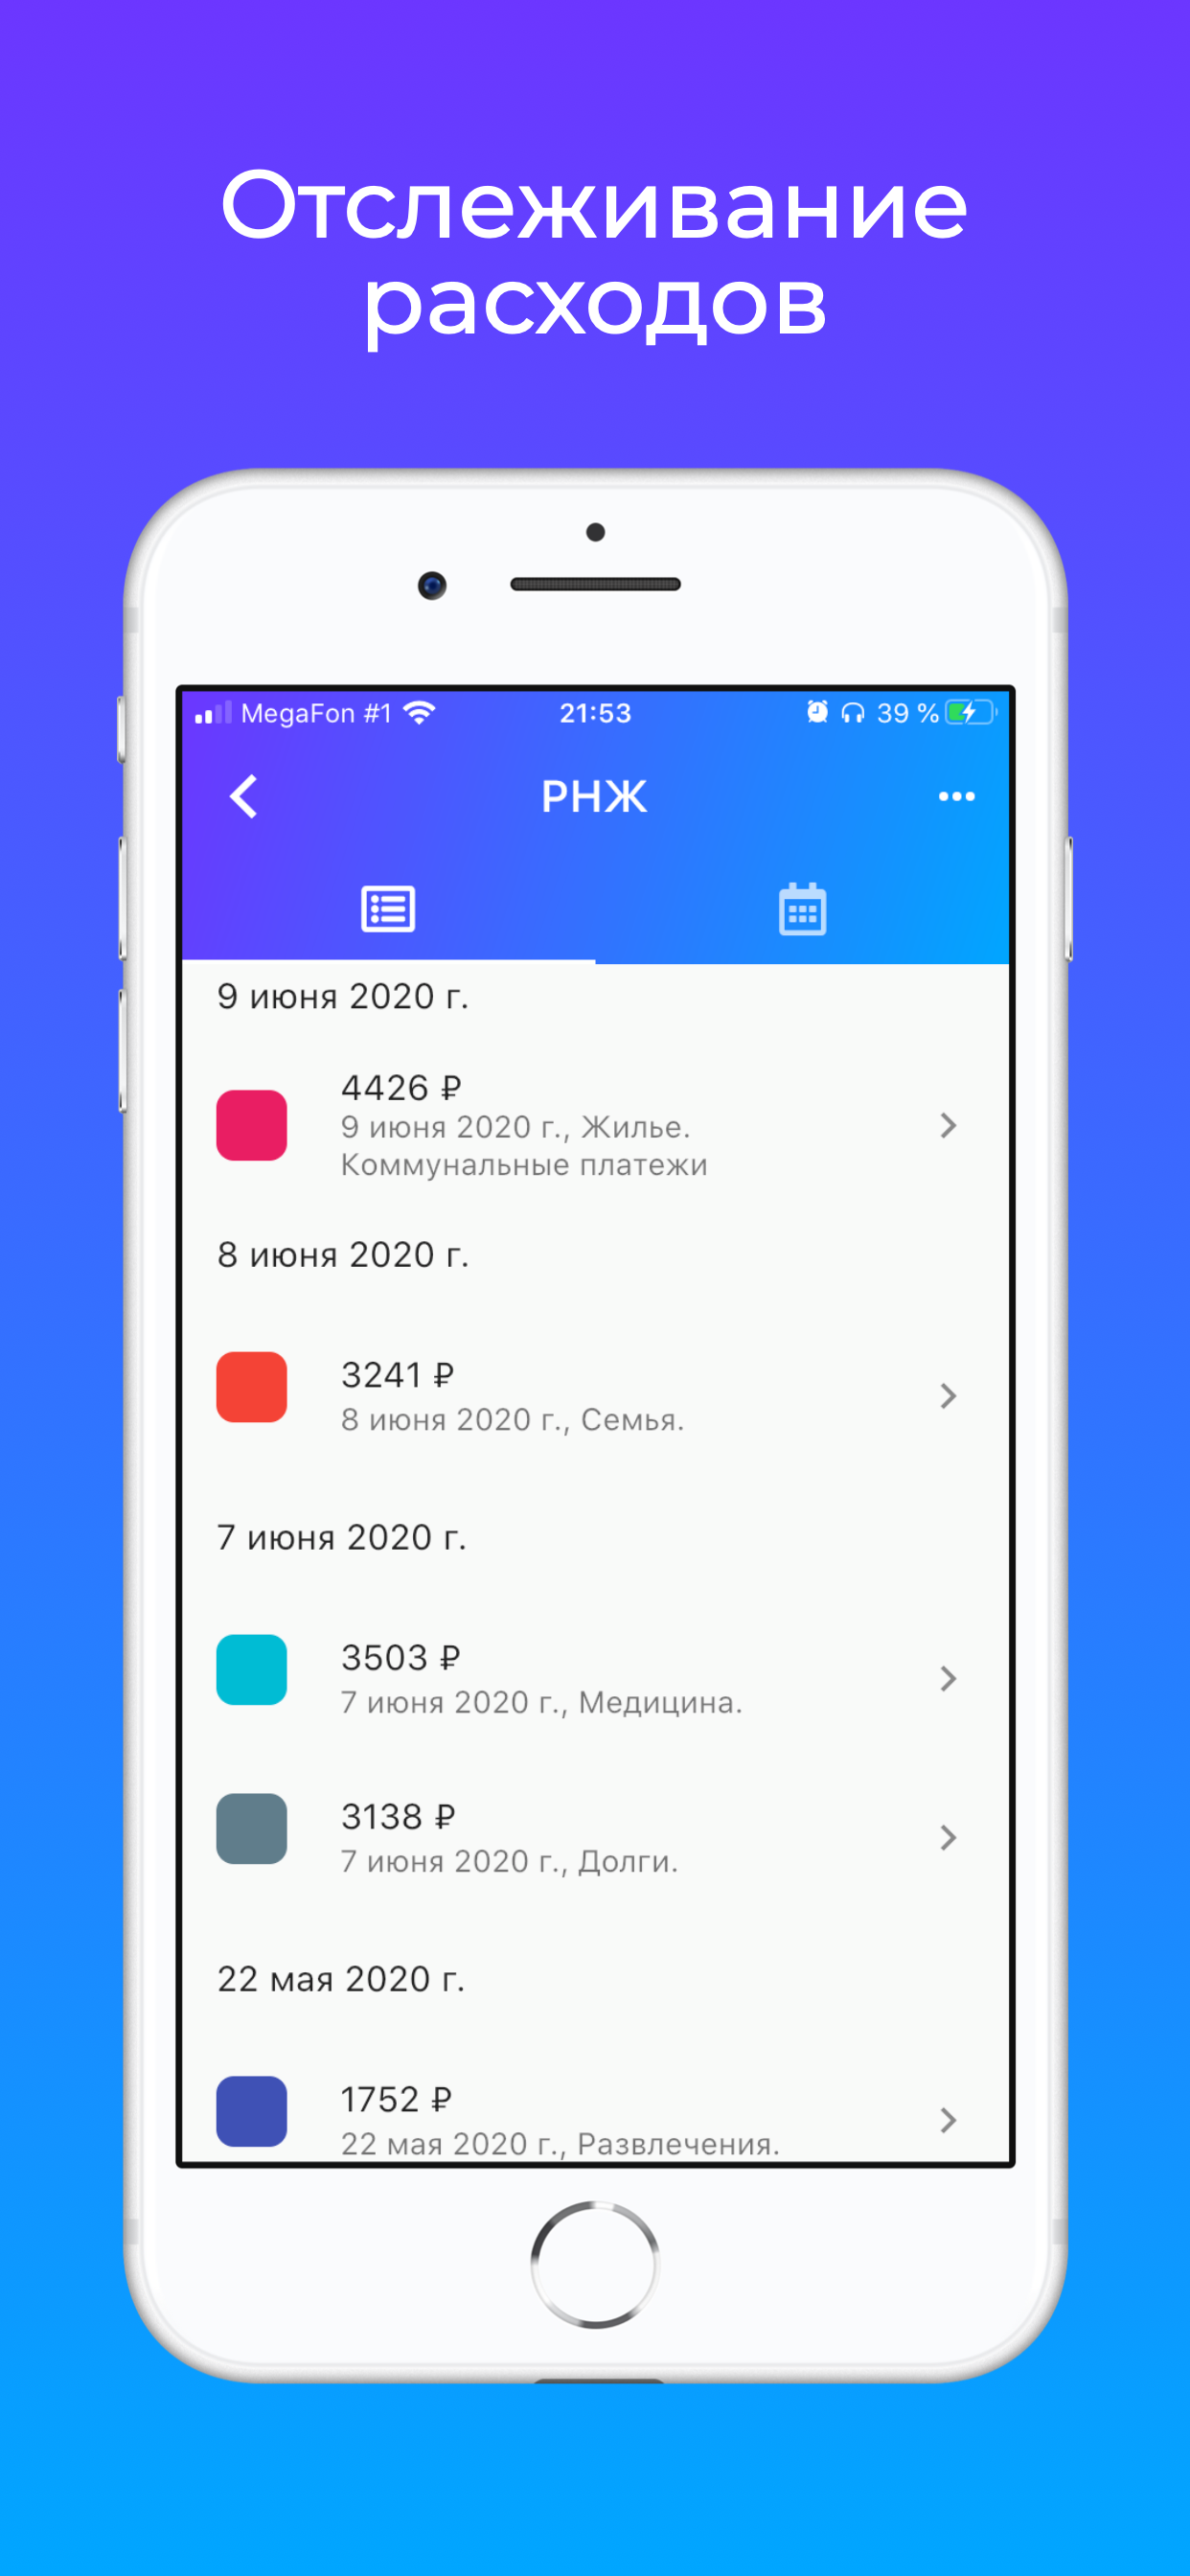 Отслеживание
расходов
MegaFon #1 21:53 39 %
РНЖ
9 июня 2020 г.
4426 ₽
9 июня 2020 г., Жилье.
Коммунальные платежи
8 июня 2020 г.
3241 ₽
8 июня 2020 г., Семья.
7 июня 2020 г.
3503 ₽
7 июня 2020 г., Медицина.
3138 ₽
7 июня 2020 г., Долги.
22 мая 2020 г.
1752 ₽
22 мая 2020 г., Развлечения.